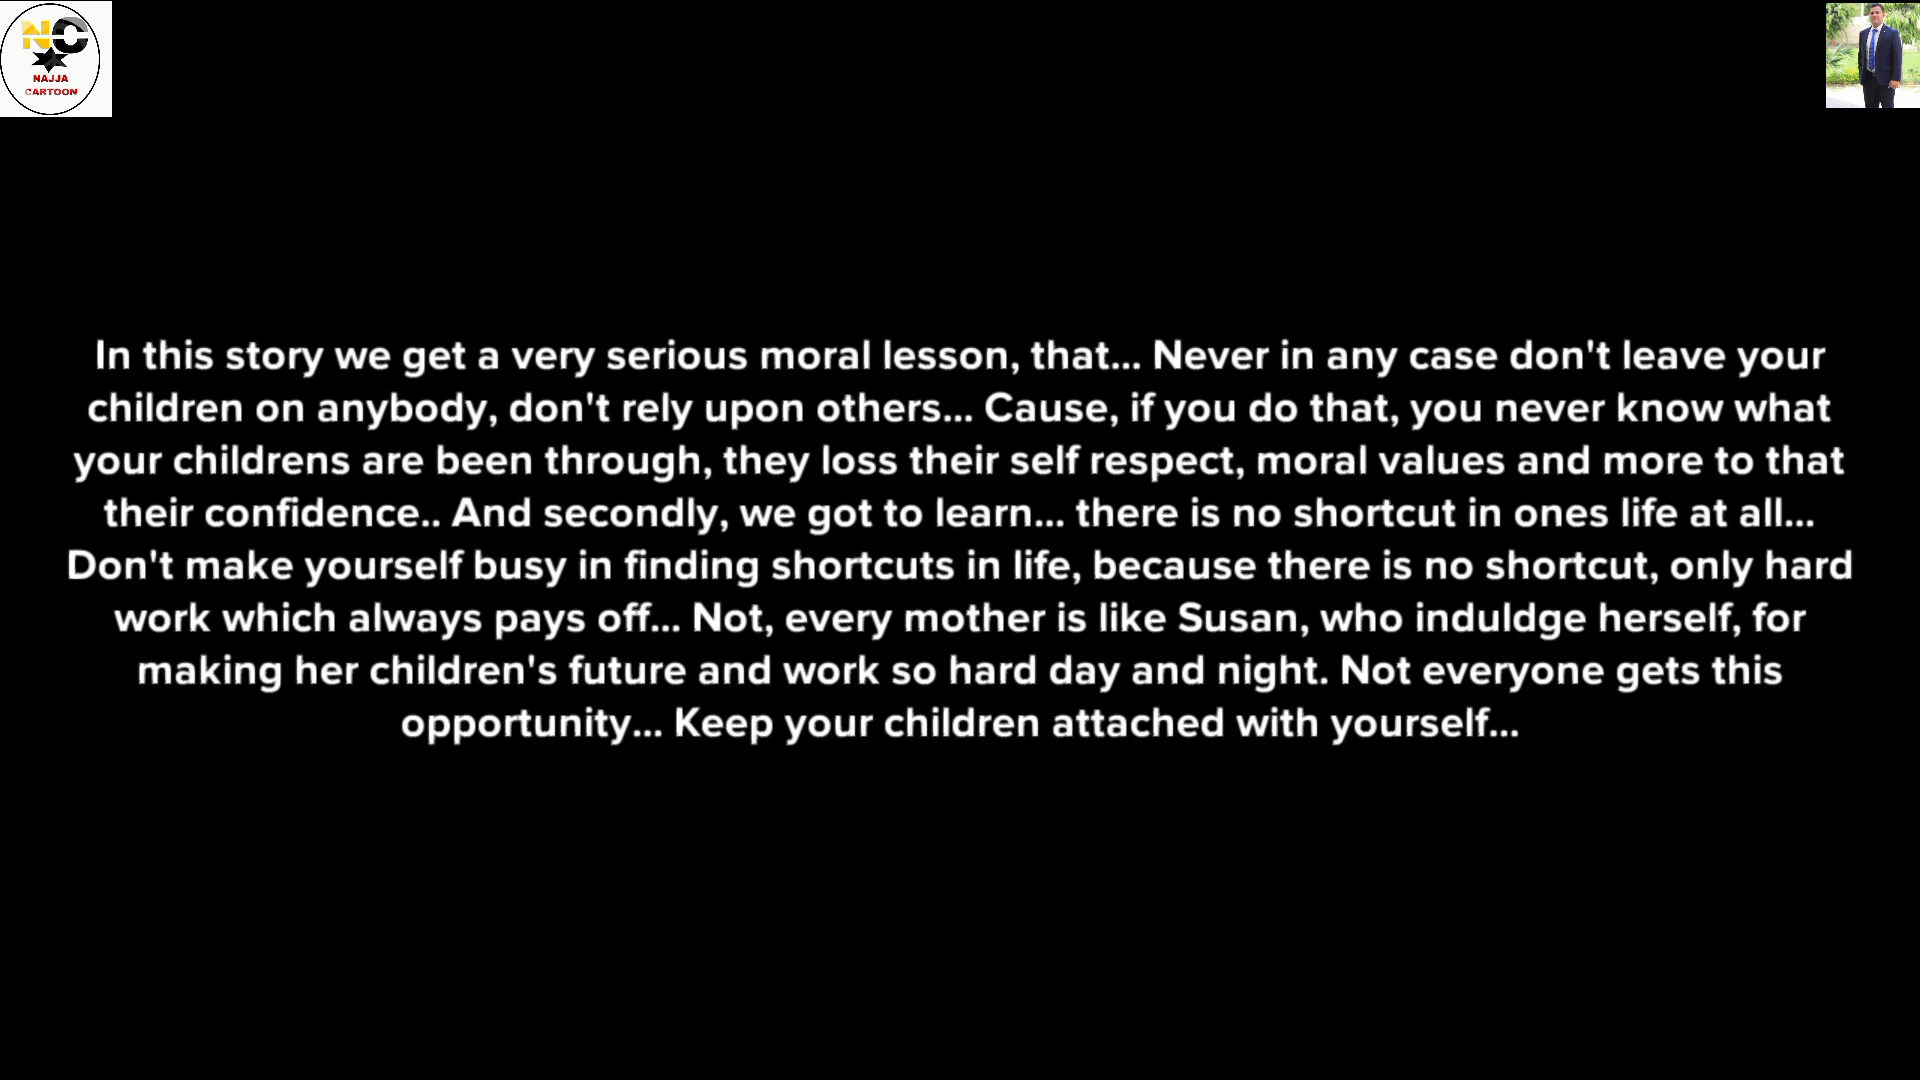 NC
NAJJA
CARTOON
In this story we get a very serious moral lesson, that... Never in any case don't leave your
children on anybody, don't rely upon others... Cause, if you do that, you never know what
your childrens are been through, they loss their self respect, moral values and more to that
their confidence.. And secondly, we got to learn... there is no shortcut in ones life at all...
Don't make yourself busy in finding shortcuts in life, because there is no shortcut, only hard
work which always pays off... Not, every mother is like Susan, who induldge herself, for
making her children's future and work so hard day and night. Not everyone gets this
opportunity... Keep your children attached with yourself...